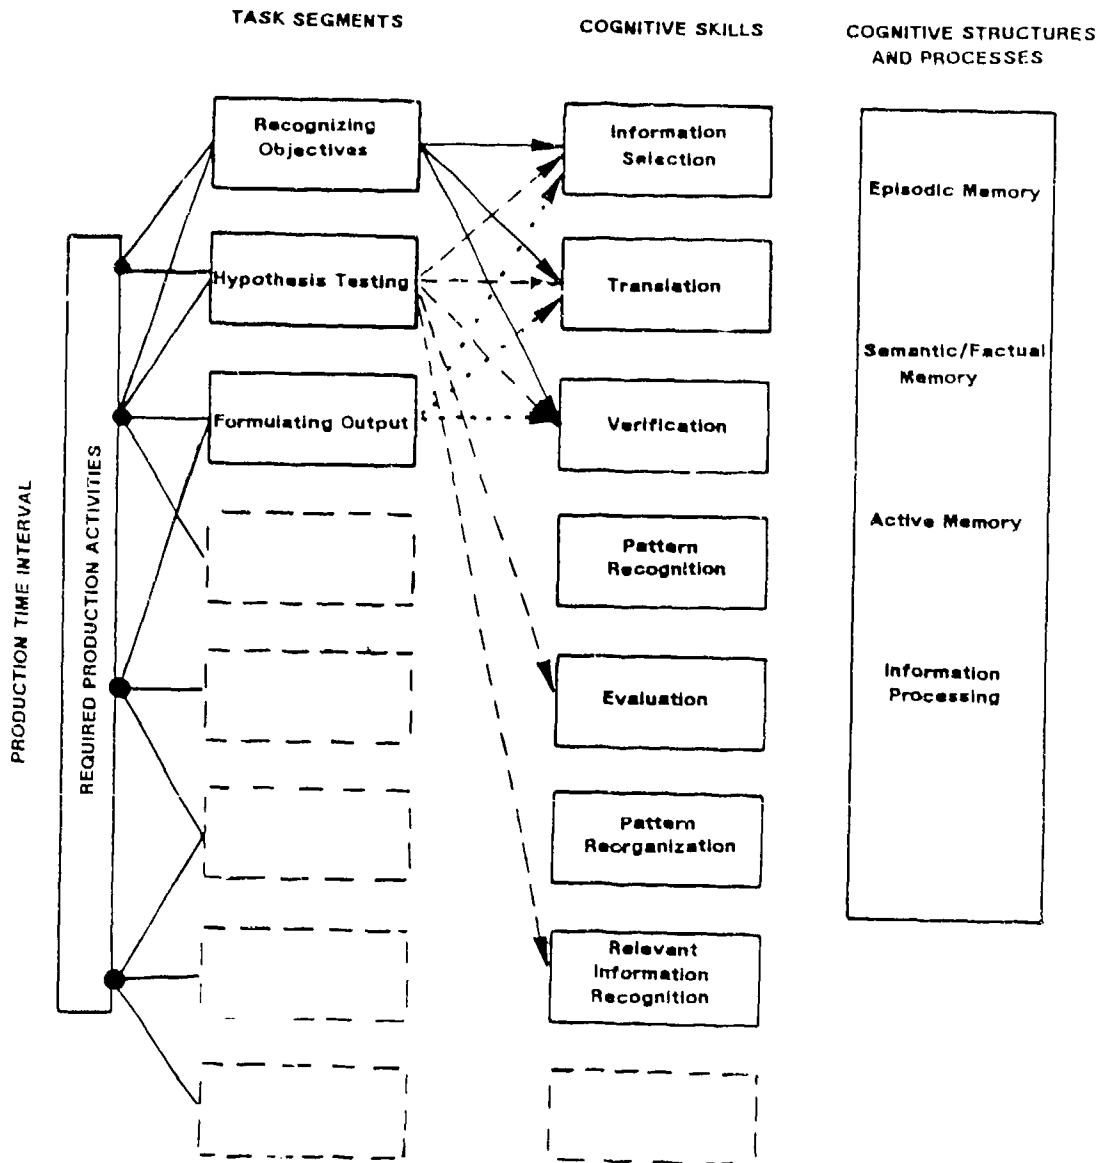 TASK SEGMENTS
COGNITIVE SKILLS
COGNITIVE STRUCTURES
AND PROCESSES
PRODUCTION TIME INTERVAL
REQUIRED PRODUCTION ACTIVITIES
Recognizing
Objectives
Hypothesis Testing
Formulating Output
Information
Selection
Translation
Verification
Pattern
Recognition
Evaluation
Pattern
Reorganization
Relevant
Information
Recognition
Episodic Memory
Semantic/Factual
Memory
Active Memory
Information
Processing